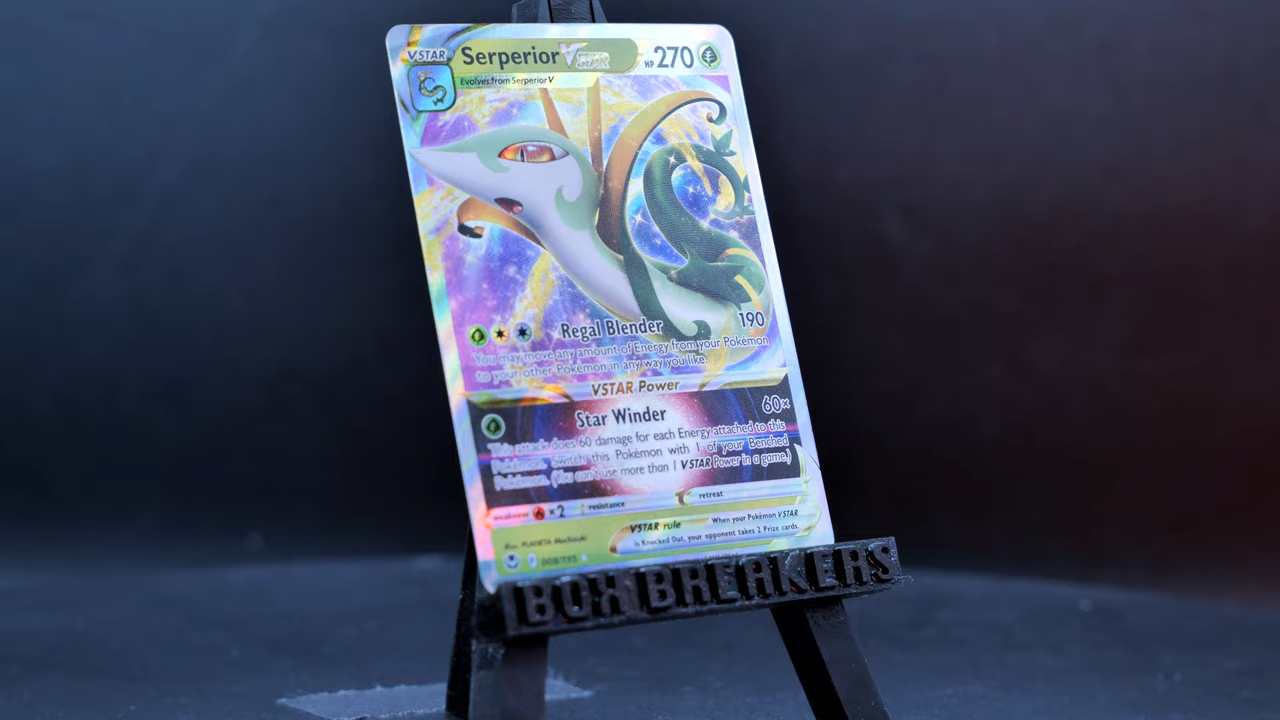 VSTAR
Serperior VSTAR
HP 270
Evolves from Serperior V
Regal Blender 190
You may move any amount of Energy from your Pokémon
to your other Pokémon in any way you like.
VSTAR Power
Star Winder 60×
This attack does 60 damage for each Energy attached to this
Pokémon. Switch this Pokémon with 1 of your Benched
Pokémon. (You can't use more than 1 VSTAR Power in a game.)
weakness ×2 resistance retreat
VSTAR rule When your Pokémon VSTAR
is Knocked Out, your opponent takes 2 Prize cards.
Illus. PLANETA Mochizuki
008/195
BOX BREAKERS